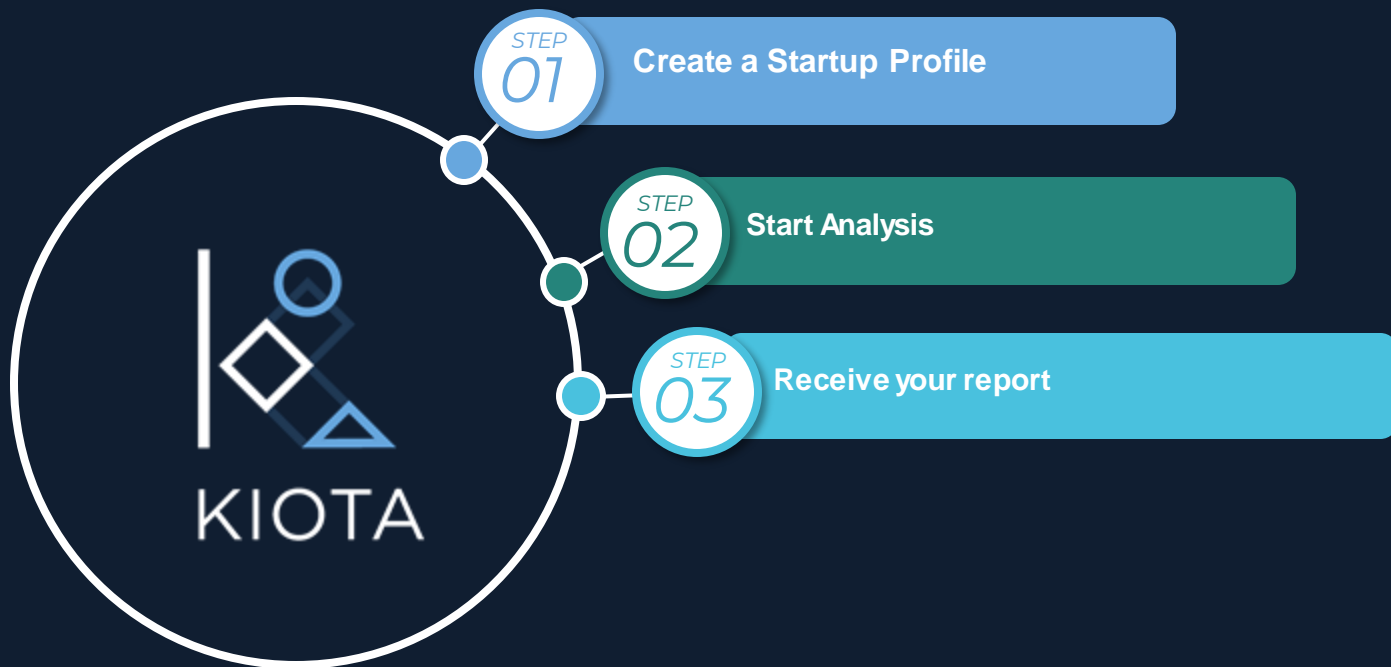 STEP
01
Create a Startup Profile
STEP
02
Start Analysis
STEP
03
Receive your report
KIOTA